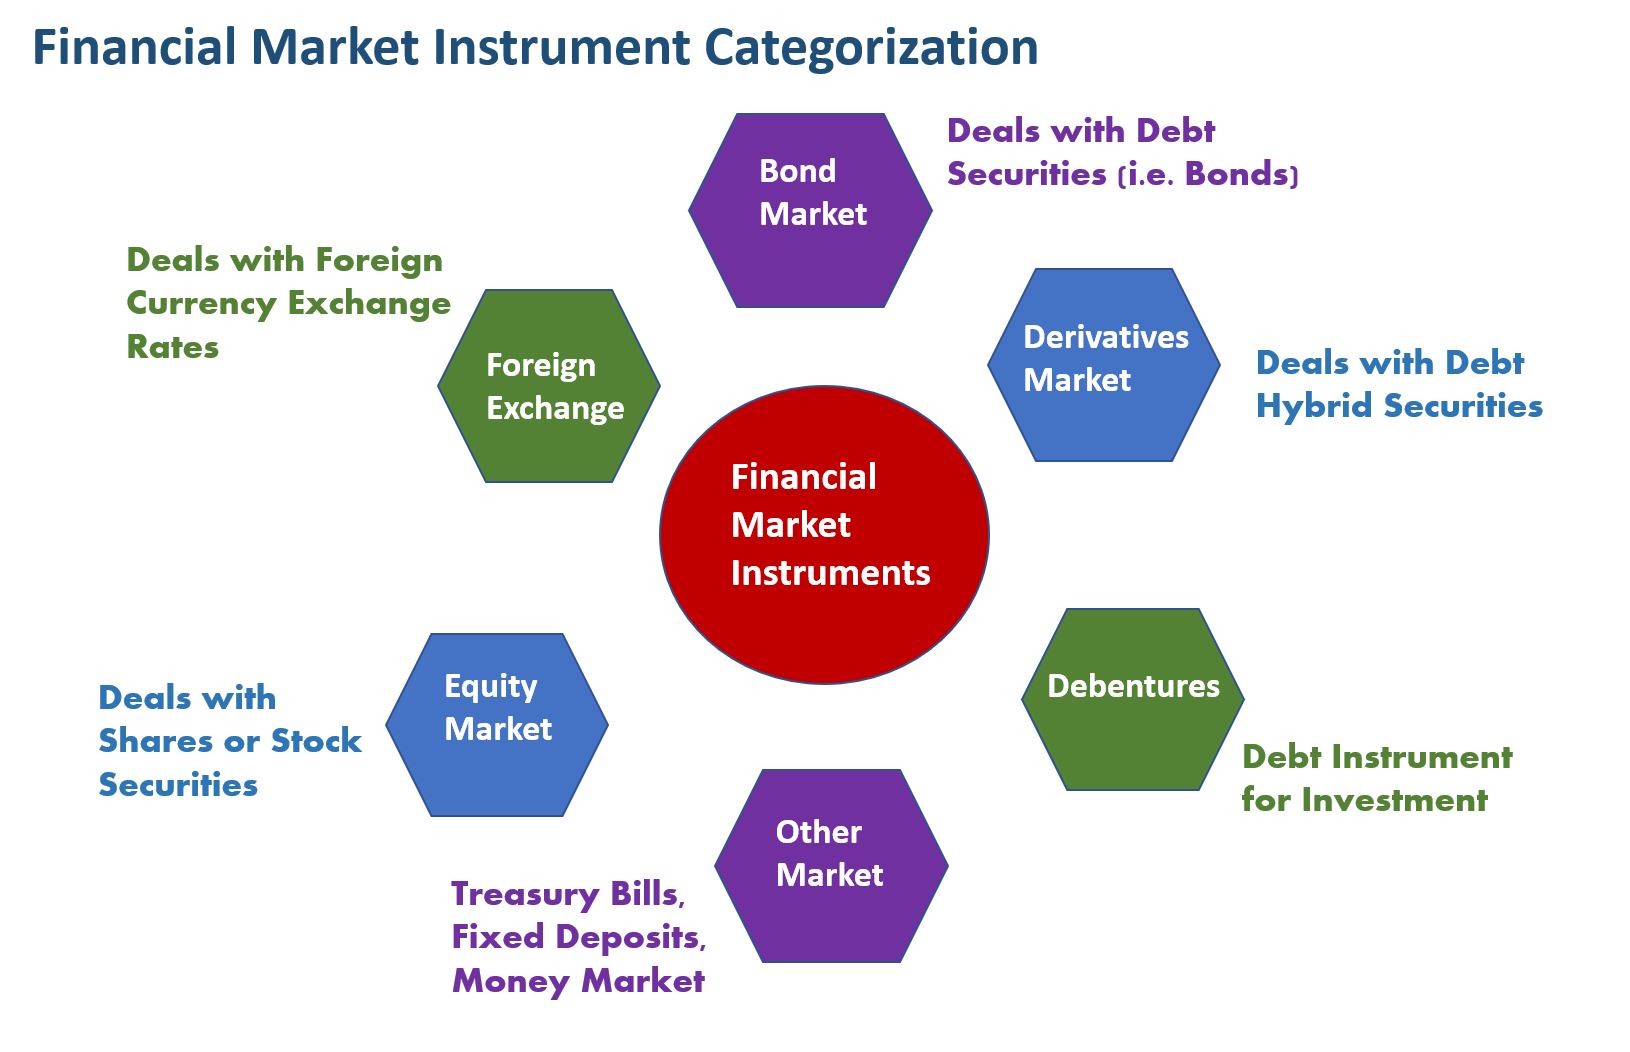 Financial Market Instrument Categorization
Bond
Market
Deals with Debt
Securities (i.e. Bonds)
Deals with Foreign
Currency Exchange
Rates
Foreign
Exchange
Derivatives
Market
Deals with Debt
Hybrid Securities
Financial
Market
Instruments
Deals with
Shares or Stock
Securities
Equity
Market
Debentures
Debt Instrument
for Investment
Other
Market
Treasury Bills,
Fixed Deposits,
Money Market